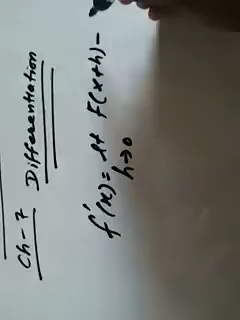 Ch-7 Differentiation
f'(x) = lt f(x+h) -
h→0